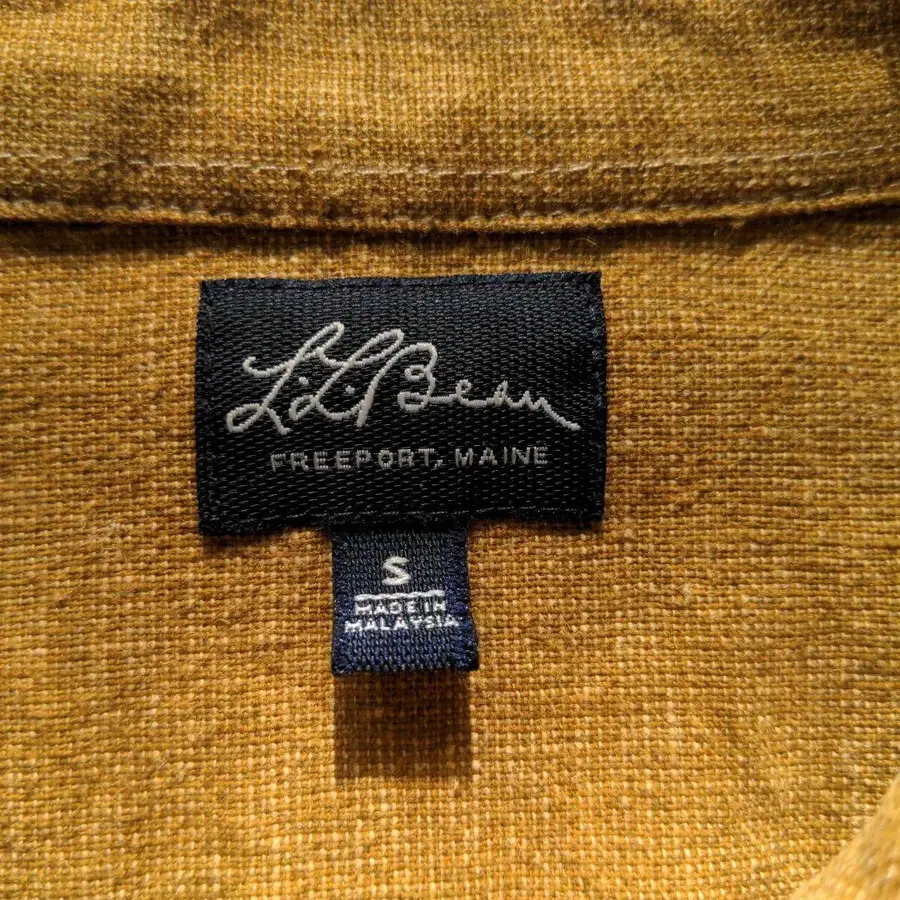 L.L.Bean
FREEPORT, MAINE
S
MADE IN
MALAYSIA